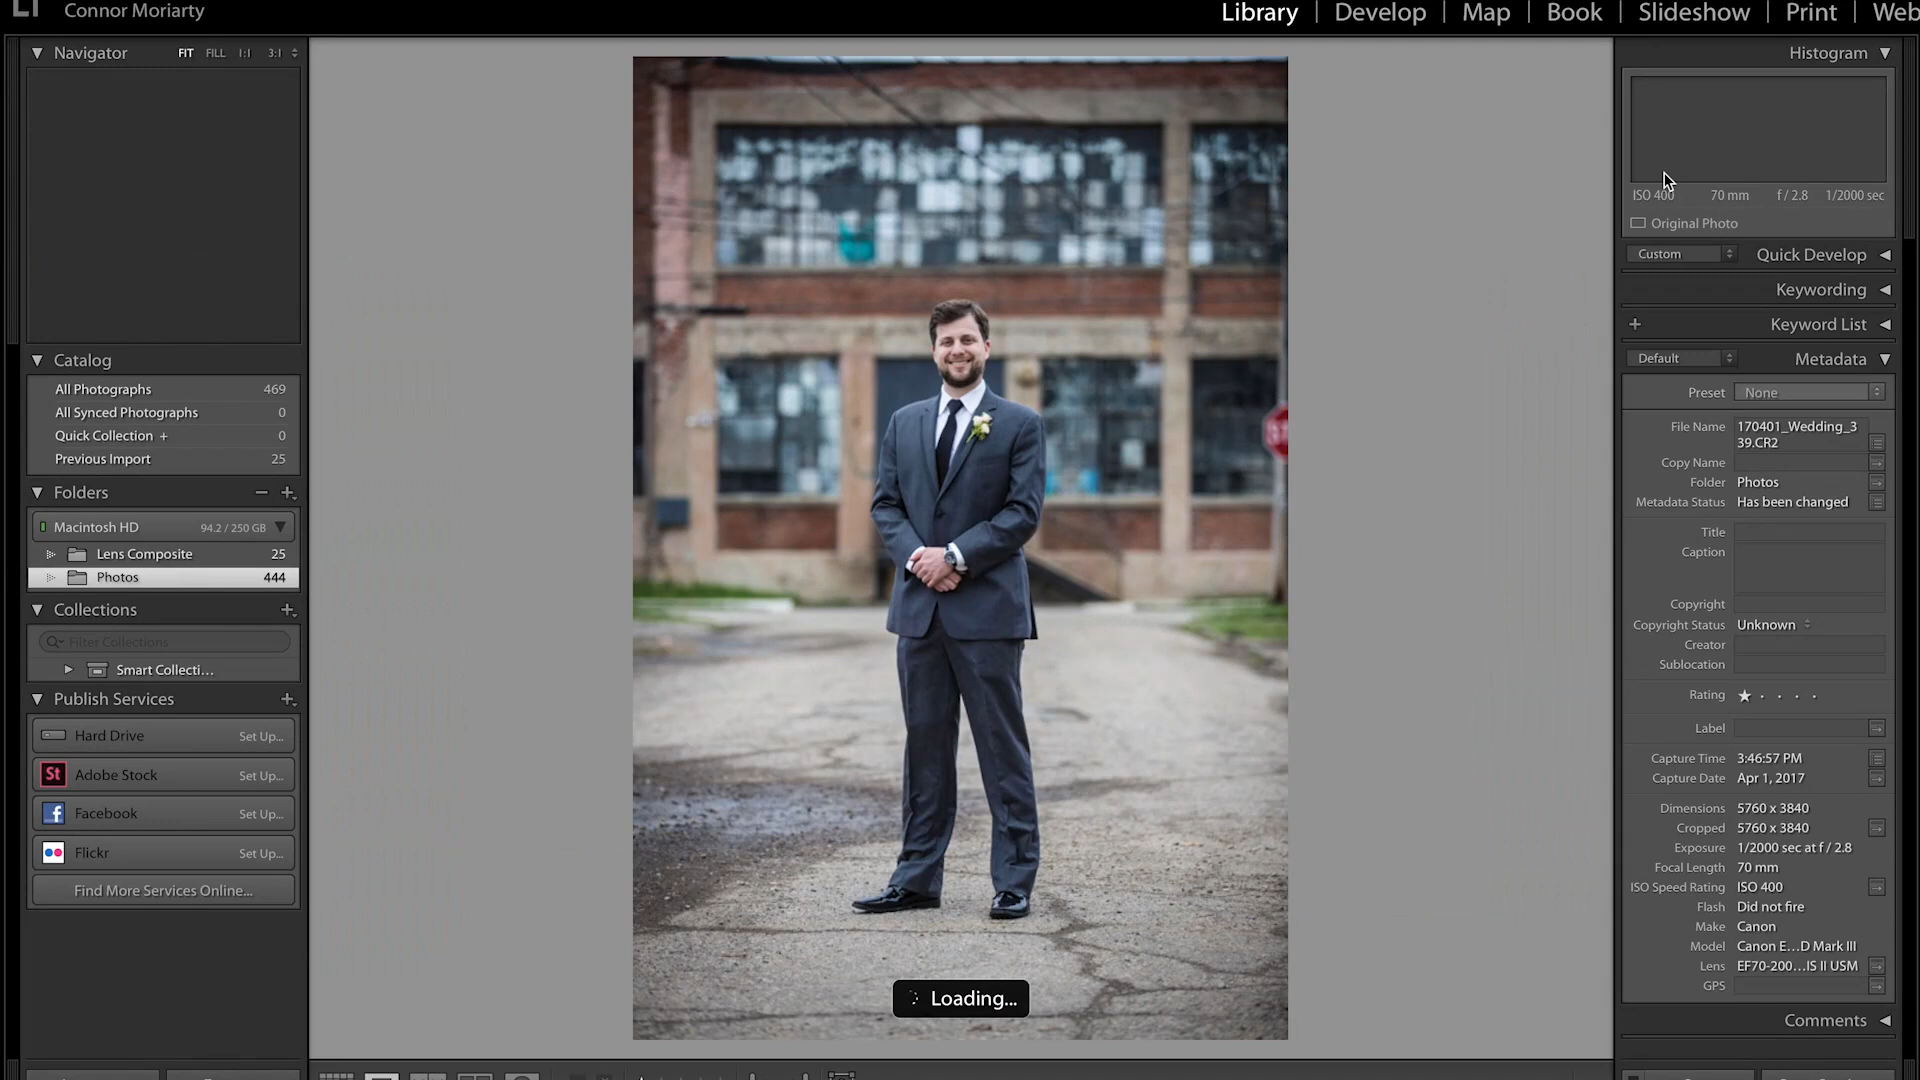 Connor Moriarty
Library | Develop | Map | Book | Slideshow | Print | Web
Navigator FIT FILL 1:1 3:1
Catalog
All Photographs 469
All Synced Photographs 0
Quick Collection + 0
Previous Import 25
Folders
Macintosh HD 94.2 / 250 GB
Lens Composite 25
Photos 444
Collections
Filter Collections
Smart Collecti...
Publish Services
Hard Drive Set Up...
St Adobe Stock Set Up...
f Facebook Set Up...
Flickr Set Up...
Find More Services Online...
Loading...
Histogram
ISO 400 70 mm f / 2.8 1/2000 sec
Original Photo
Custom Quick Develop
Keywording
Keyword List
Default Metadata
Preset None
File Name 170401_Wedding_3
39.CR2
Copy Name
Folder Photos
Metadata Status Has been changed
Title
Caption
Copyright
Copyright Status Unknown
Creator
Sublocation
Rating
Label
Capture Time 3:46:57 PM
Capture Date Apr 1, 2017
Dimensions 5760 x 3840
Cropped 5760 x 3840
Exposure 1/2000 sec at f / 2.8
Focal Length 70 mm
ISO Speed Rating ISO 400
Flash Did not fire
Make Canon
Model Canon E...D Mark III
Lens EF70-200...IS II USM
GPS
Comments